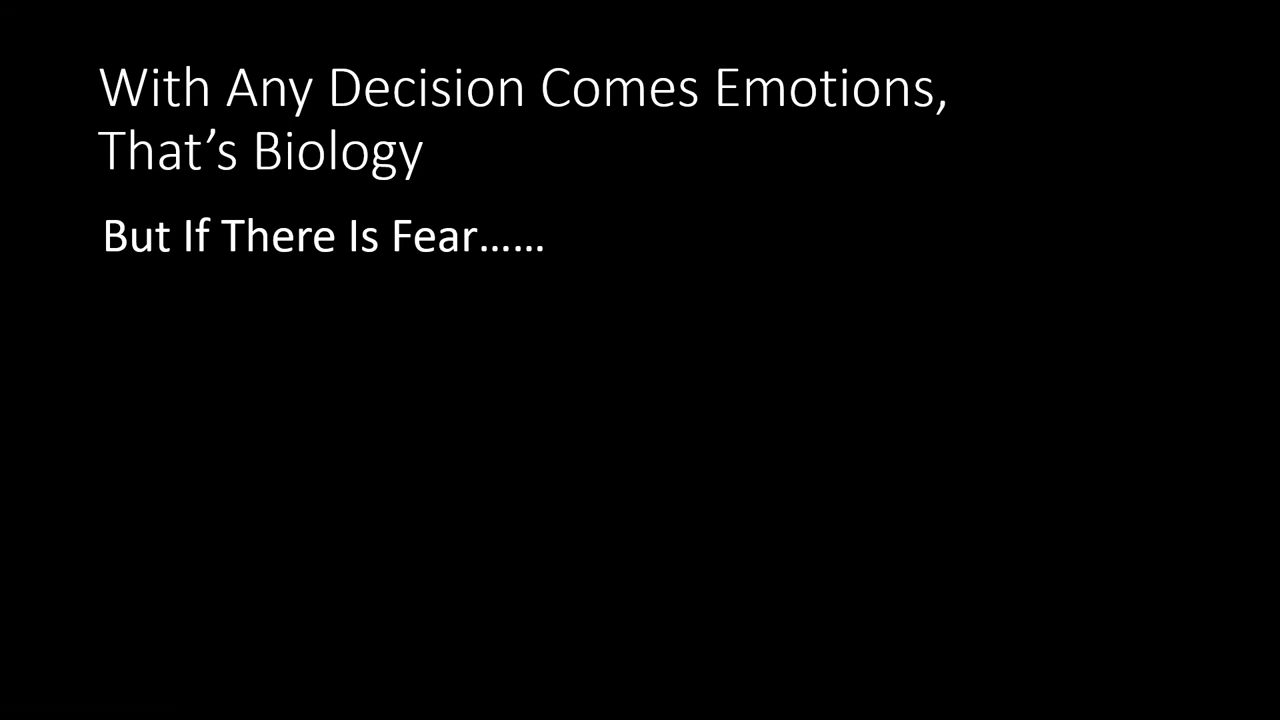 With Any Decision Comes Emotions,
That’s Biology
But If There Is Fear……